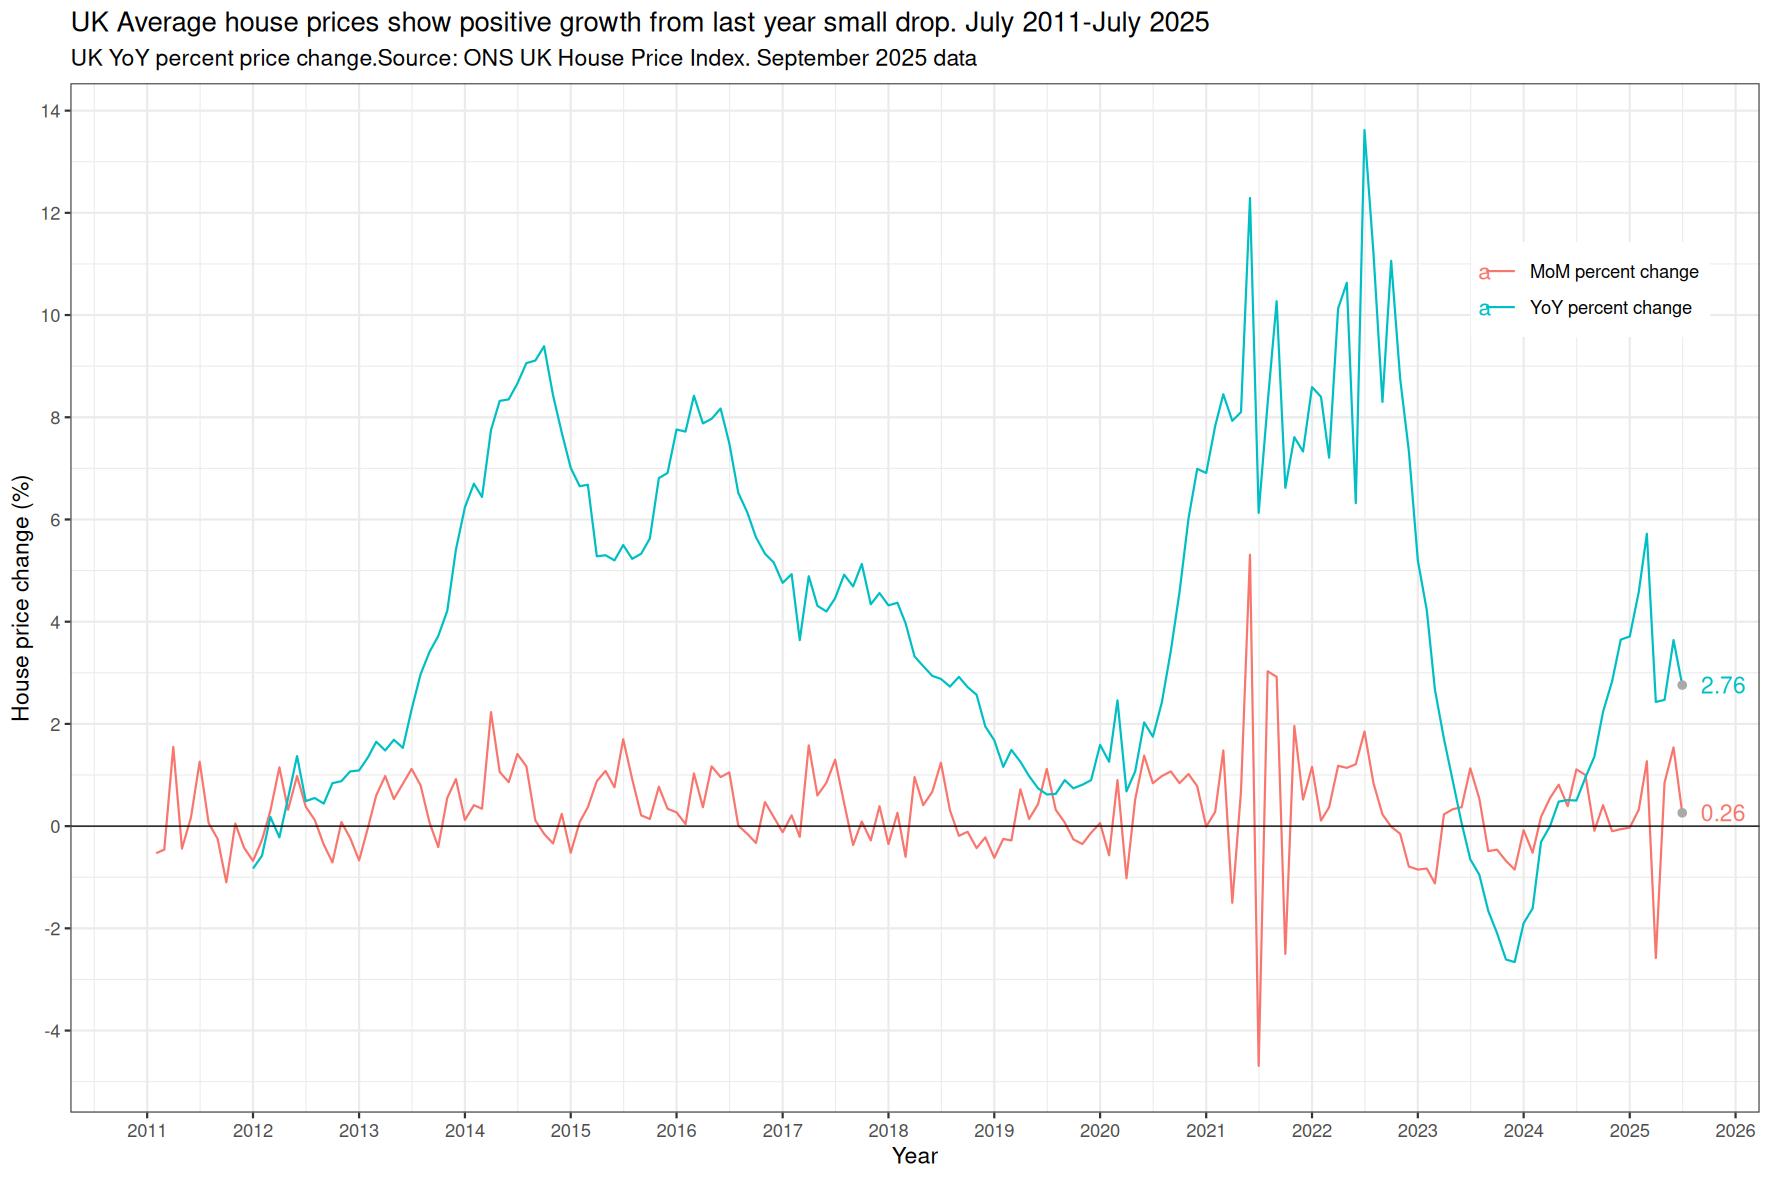 UK Average house prices show positive growth from last year small drop. July 2011-July 2025
UK YoY percent price change.Source: ONS UK House Price Index. September 2025 data
14
12
10
8
6
4
2
0
-2
-4
House price change (%)
a MoM percent change
a YoY percent change
2.76
0.26
2011 2012 2013 2014 2015 2016 2017 2018 2019 2020 2021 2022 2023 2024 2025 2026
Year